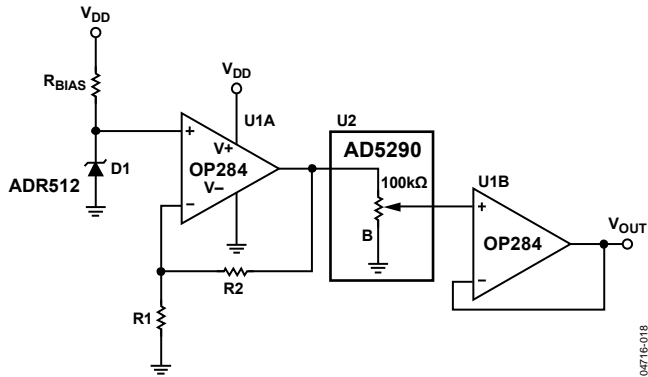 VDD
RBIAS
D1
ADR512
VDD
U1A
+
V+
OP284
V–
–
R2
R1
U2
AD5290
100kΩ
B
U1B
+
OP284
–
VOUT
04716-018